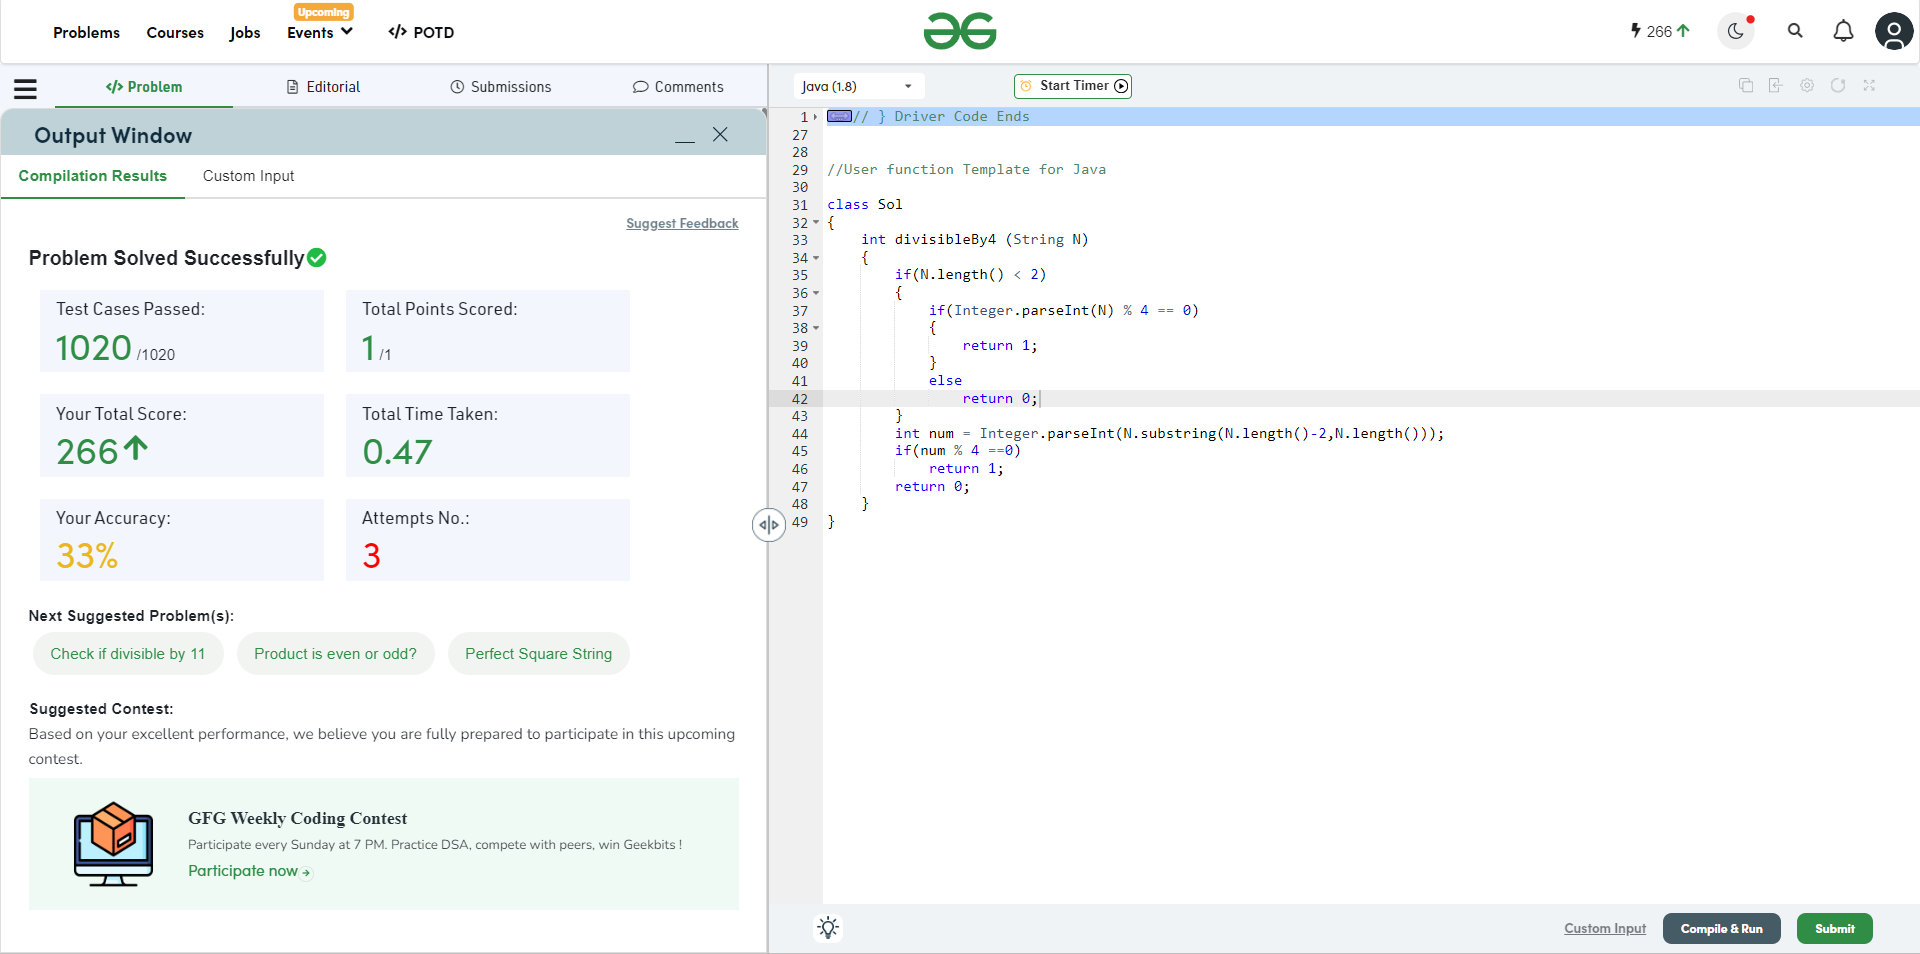 Upcoming
Problems Courses Jobs Events </> POTD
266
</> Problem Editorial Submissions Comments
Output Window
Compilation Results Custom Input
Suggest Feedback
Problem Solved Successfully
Test Cases Passed:
1020 /1020
Total Points Scored:
1 /1
Your Total Score:
266
Total Time Taken:
0.47
Your Accuracy:
33%
Attempts No.:
3
Next Suggested Problem(s):
Check if divisible by 11 Product is even or odd? Perfect Square String
Suggested Contest:
Based on your excellent performance, we believe you are fully prepared to participate in this upcoming
contest.
GFG Weekly Coding Contest
Participate every Sunday at 7 PM. Practice DSA, compete with peers, win Geekbits !
Participate now
Java (1.8) Start Timer
1 // } Driver Code Ends
27
28
29 //User function Template for Java
30
31 class Sol
32 {
33 int divisibleBy4 (String N)
34 {
35 if(N.length() < 2)
36 {
37 if(Integer.parseInt(N) % 4 == 0)
38 {
39 return 1;
40 }
41 else
42 return 0;
43 }
44 int num = Integer.parseInt(N.substring(N.length()-2,N.length()));
45 if(num % 4 ==0)
46 return 1;
47 return 0;
48 }
49 }
Custom Input Compile & Run Submit